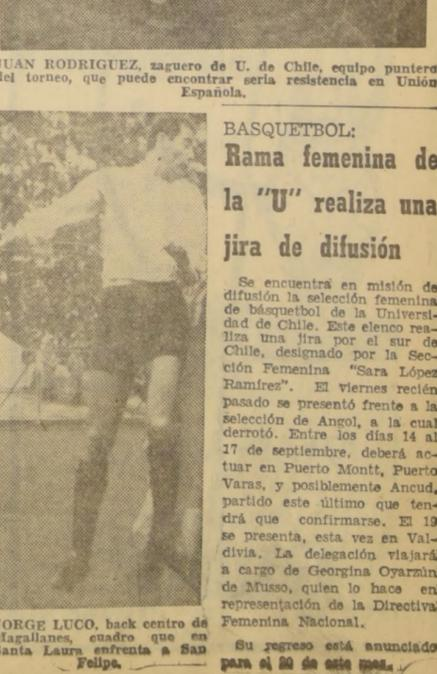 JUAN RODRIGUEZ, zaguero de U. de Chile, equipo puntero
del torneo, que puede encontrar seria resistencia en Unión
Española.
BASQUETBOL:
Rama femenina de
la "U" realiza una
jira de difusión
Se encuentra en misión de
difusión la selección femenina
de básquetbol de la Universi-
dad de Chile. Este elenco rea-
liza una jira por el sur de
Chile, designado por la Sec-
ción Femenina "Sara López
Ramírez". El viernes recién
pasado se presentó frente a la
selección de Angol, a la cual
derrotó. Entre los días 14 al
17 de septiembre, deberá ac-
tuar en Puerto Montt, Puerto
Varas, y posiblemente Ancud,
partido este último que ten-
drá que confirmarse. El 19
se presenta, esta vez en Val-
divia. La delegación viajará
a cargo de Georgina Oyarzún
de Musso, quien lo hace en
representación de la Directiva
Femenina Nacional.
Su regreso está anunciado
para el 20 de este mes.
JORGE LUCO, back centro de
Magallanes, cuadro que en
Santa Laura enfrenta a San
Felipe.